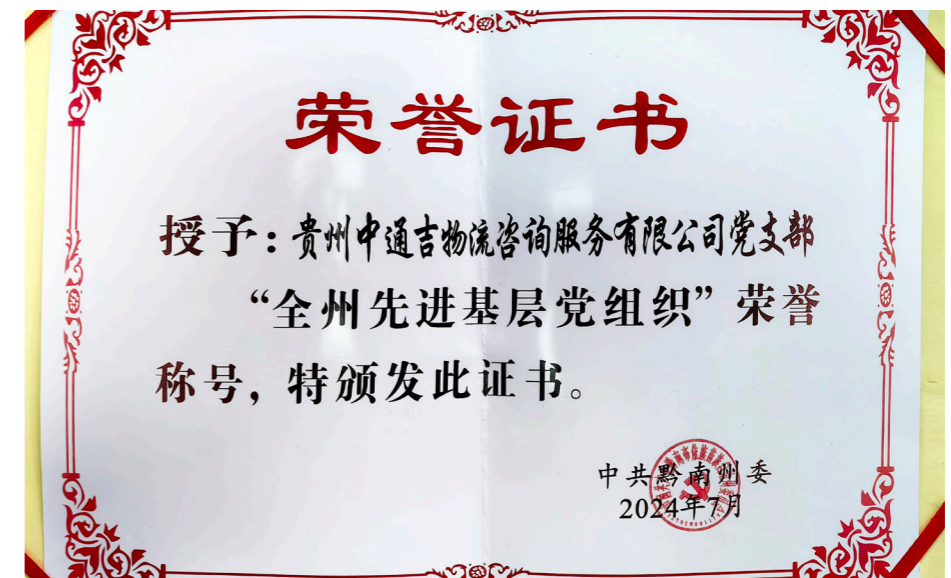 荣誉证书
授予：贵州中通吉物流咨询服务有限公司党支部
“全州先进基层党组织”荣誉
称号，特颁发此证书。
中共黔南州委
2024年7月